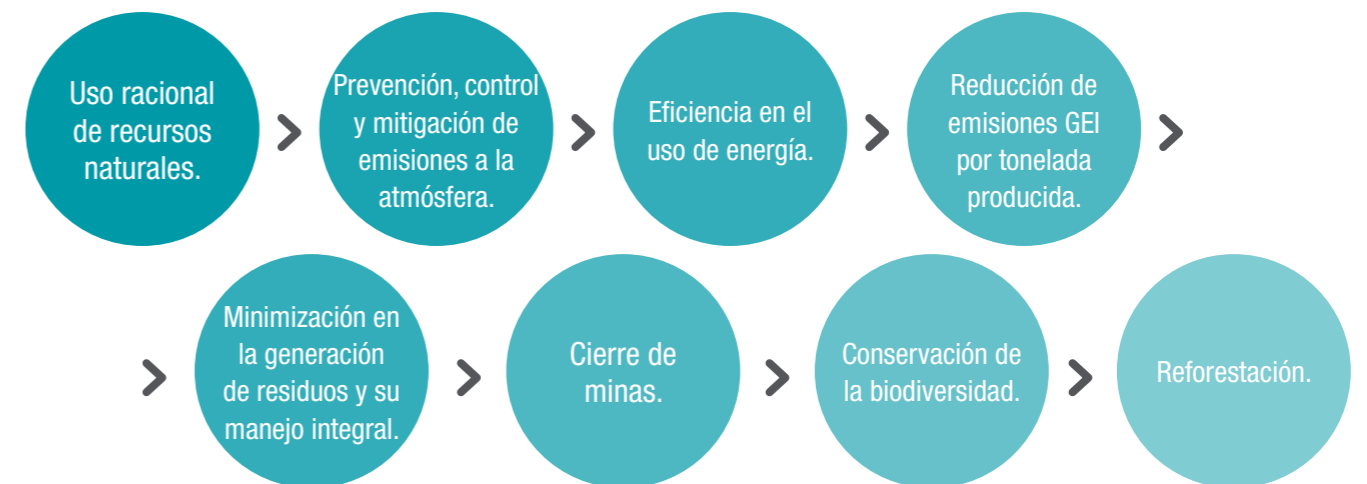 Uso racional
de recursos
naturales.
Prevención, control
y mitigación de
emisiones a la
atmósfera.
Eficiencia en el
uso de energía.
Reducción de
emisiones GEI
por tonelada
producida.
Minimización en
la generación
de residuos y su
manejo integral.
Cierre de
minas.
Conservación de
la biodiversidad.
Reforestación.